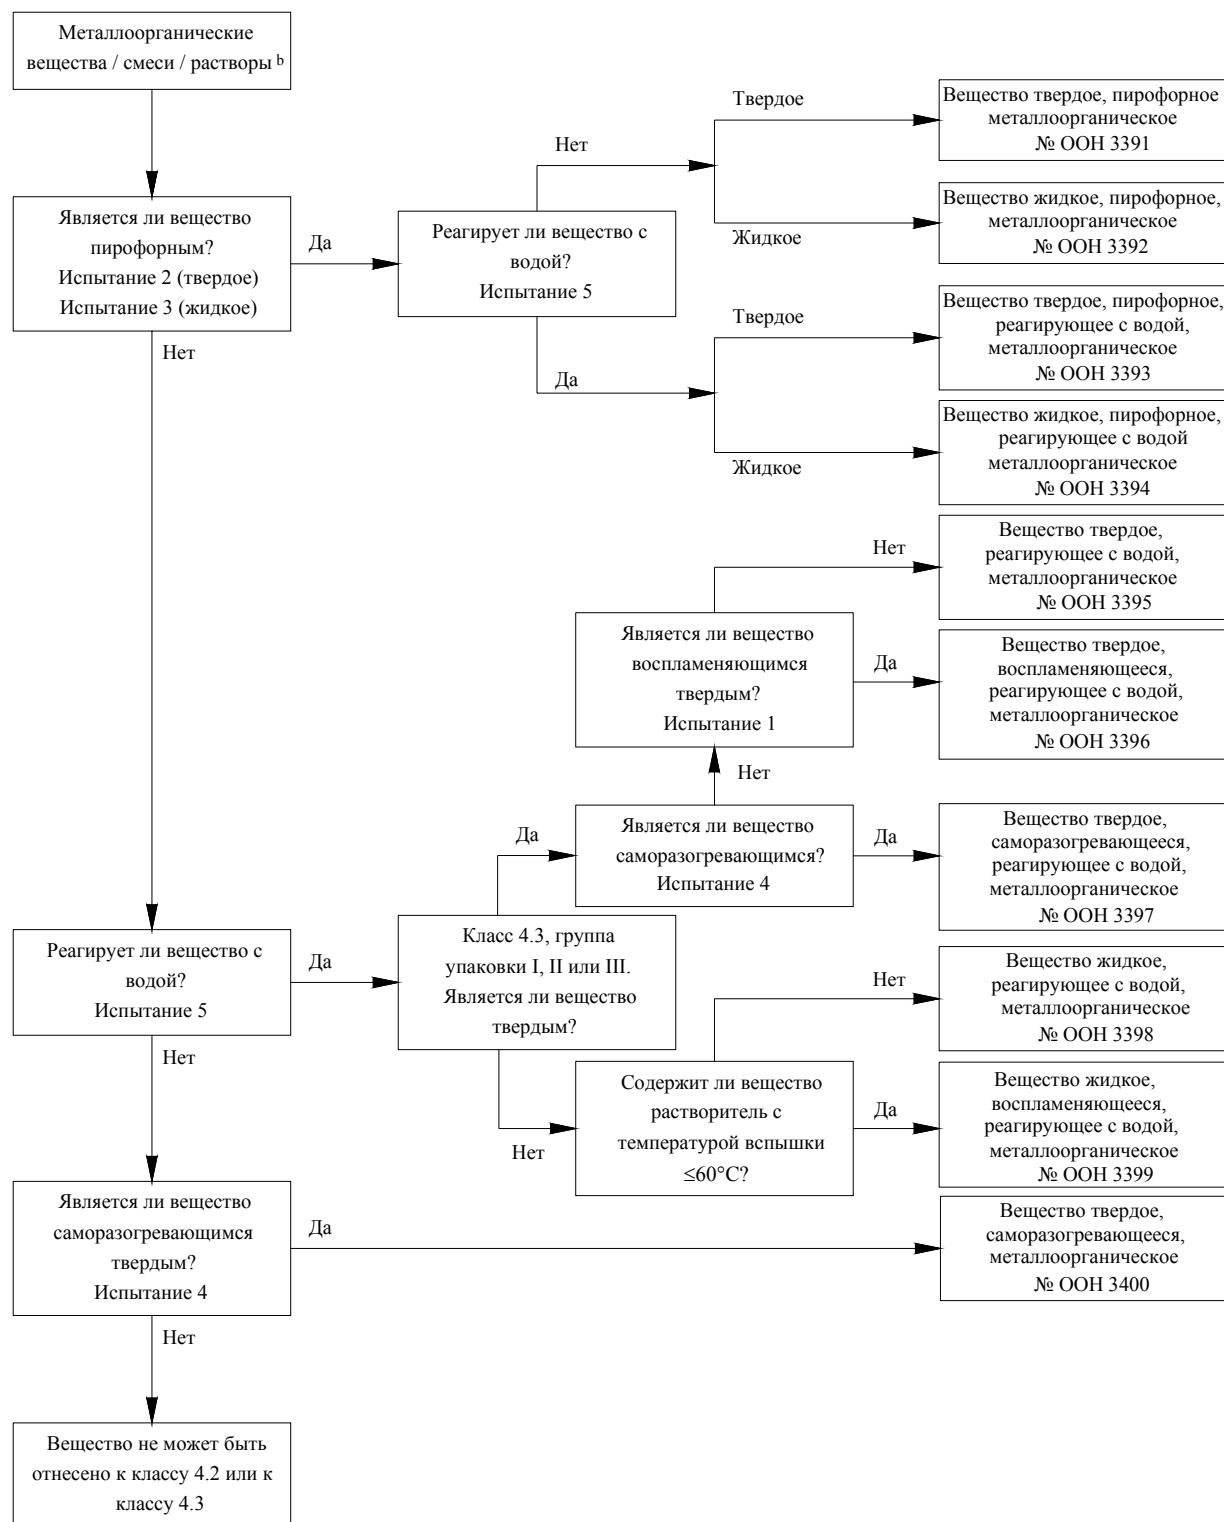 Металлоорганические
вещества / смеси / растворы b
Является ли вещество
пирофорным?
Испытание 2 (твердое)
Испытание 3 (жидкое)
Да
Нет
Реагирует ли вещество с
водой?
Испытание 5
Нет
Да
Твердое
Жидкое
Твердое
Жидкое
Вещество твердое, пирофорное
металлоорганическое
№ ООН 3391
Вещество жидкое, пирофорное,
металлоорганическое
№ ООН 3392
Вещество твердое, пирофорное,
реагирующее с водой,
металлоорганическое
№ ООН 3393
Вещество жидкое, пирофорное,
реагирующее с водой
металлоорганическое
№ ООН 3394
Нет
Вещество твердое,
реагирующее с водой,
металлоорганическое
№ ООН 3395
Является ли вещество
воспламеняющимся
твердым?
Испытание 1
Да
Вещество твердое,
воспламеняющееся,
реагирующее с водой,
металлоорганическое
№ ООН 3396
Нет
Да
Является ли вещество
саморазогревающимся?
Испытание 4
Да
Вещество твердое,
саморазогревающееся,
реагирующее с водой,
металлоорганическое
№ ООН 3397
Реагирует ли вещество с
водой?
Испытание 5
Да
Класс 4.3, группа
упаковки I, II или III.
Является ли вещество
твердым?
Нет
Вещество жидкое,
реагирующее с водой,
металлоорганическое
№ ООН 3398
Нет
Нет
Содержит ли вещество
растворитель с
температурой вспышки
≤60°C?
Да
Вещество жидкое,
воспламеняющееся,
реагирующее с водой,
металлоорганическое
№ ООН 3399
Является ли вещество
саморазогревающимся
твердым?
Испытание 4
Да
Вещество твердое,
саморазогревающееся,
металлоорганическое
№ ООН 3400
Нет
Вещество не может быть
отнесено к классу 4.2 или к
классу 4.3